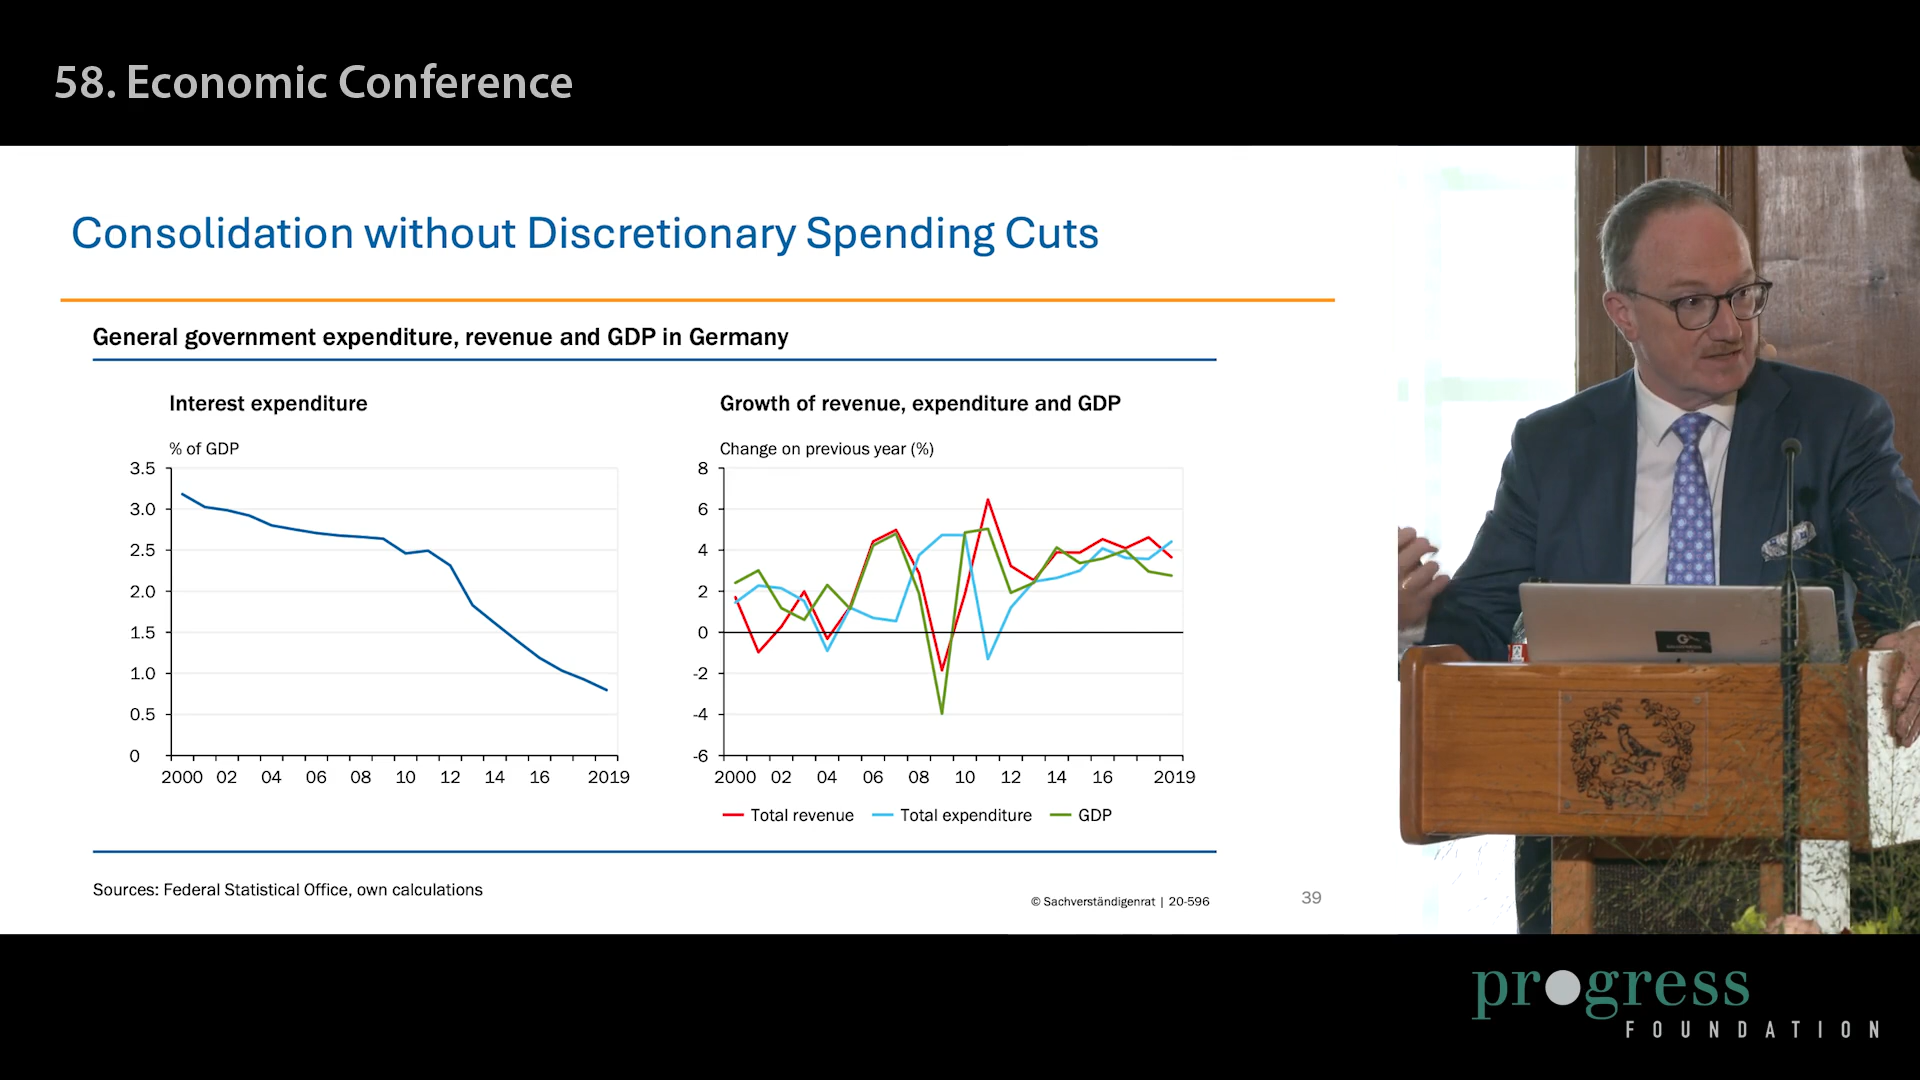 58. Economic Conference
Consolidation without Discretionary Spending Cuts
General government expenditure, revenue and GDP in Germany
Interest expenditure
% of GDP
3.5
3.0
2.5
2.0
1.5
1.0
0.5
0
2000 02 04 06 08 10 12 14 16 2019
Growth of revenue, expenditure and GDP
Change on previous year (%)
8
6
4
2
0
-2
-4
-6
2000 02 04 06 08 10 12 14 16 2019
Total revenue Total expenditure GDP
Sources: Federal Statistical Office, own calculations
© Sachverständigenrat | 20-596
39
progress
FOUNDATION